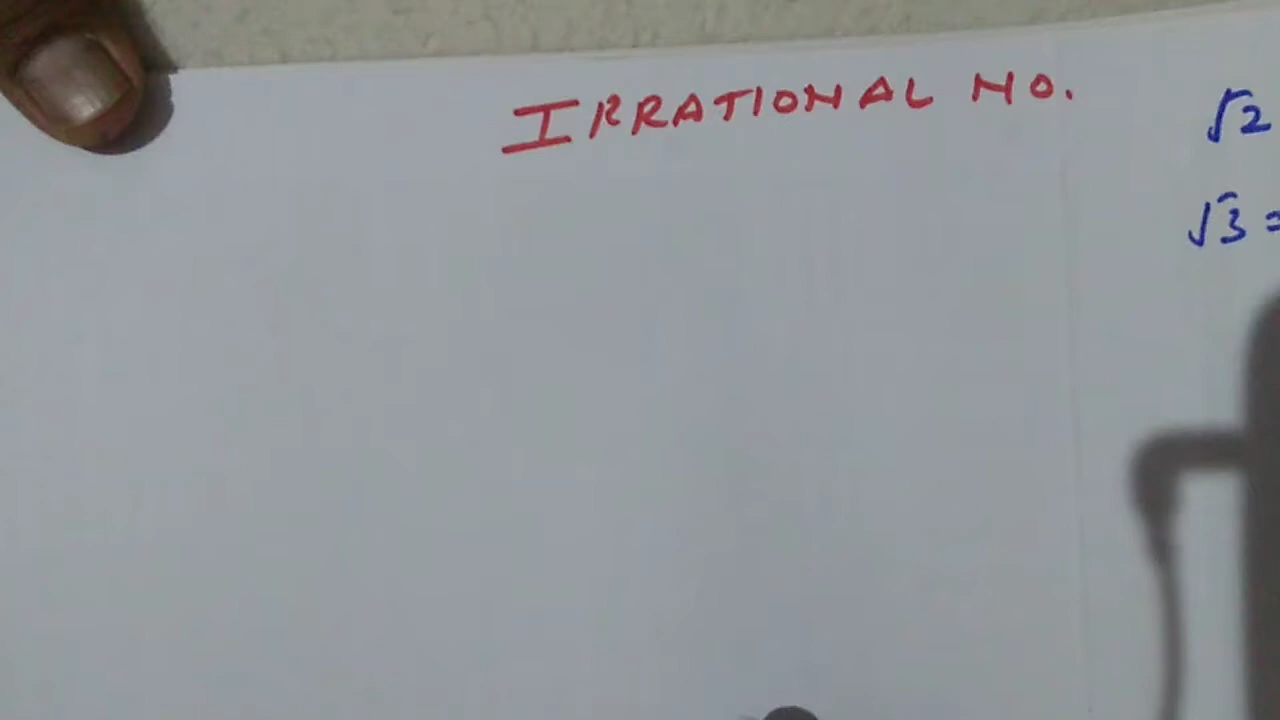 IRRATIONAL NO.
√2
√3 =